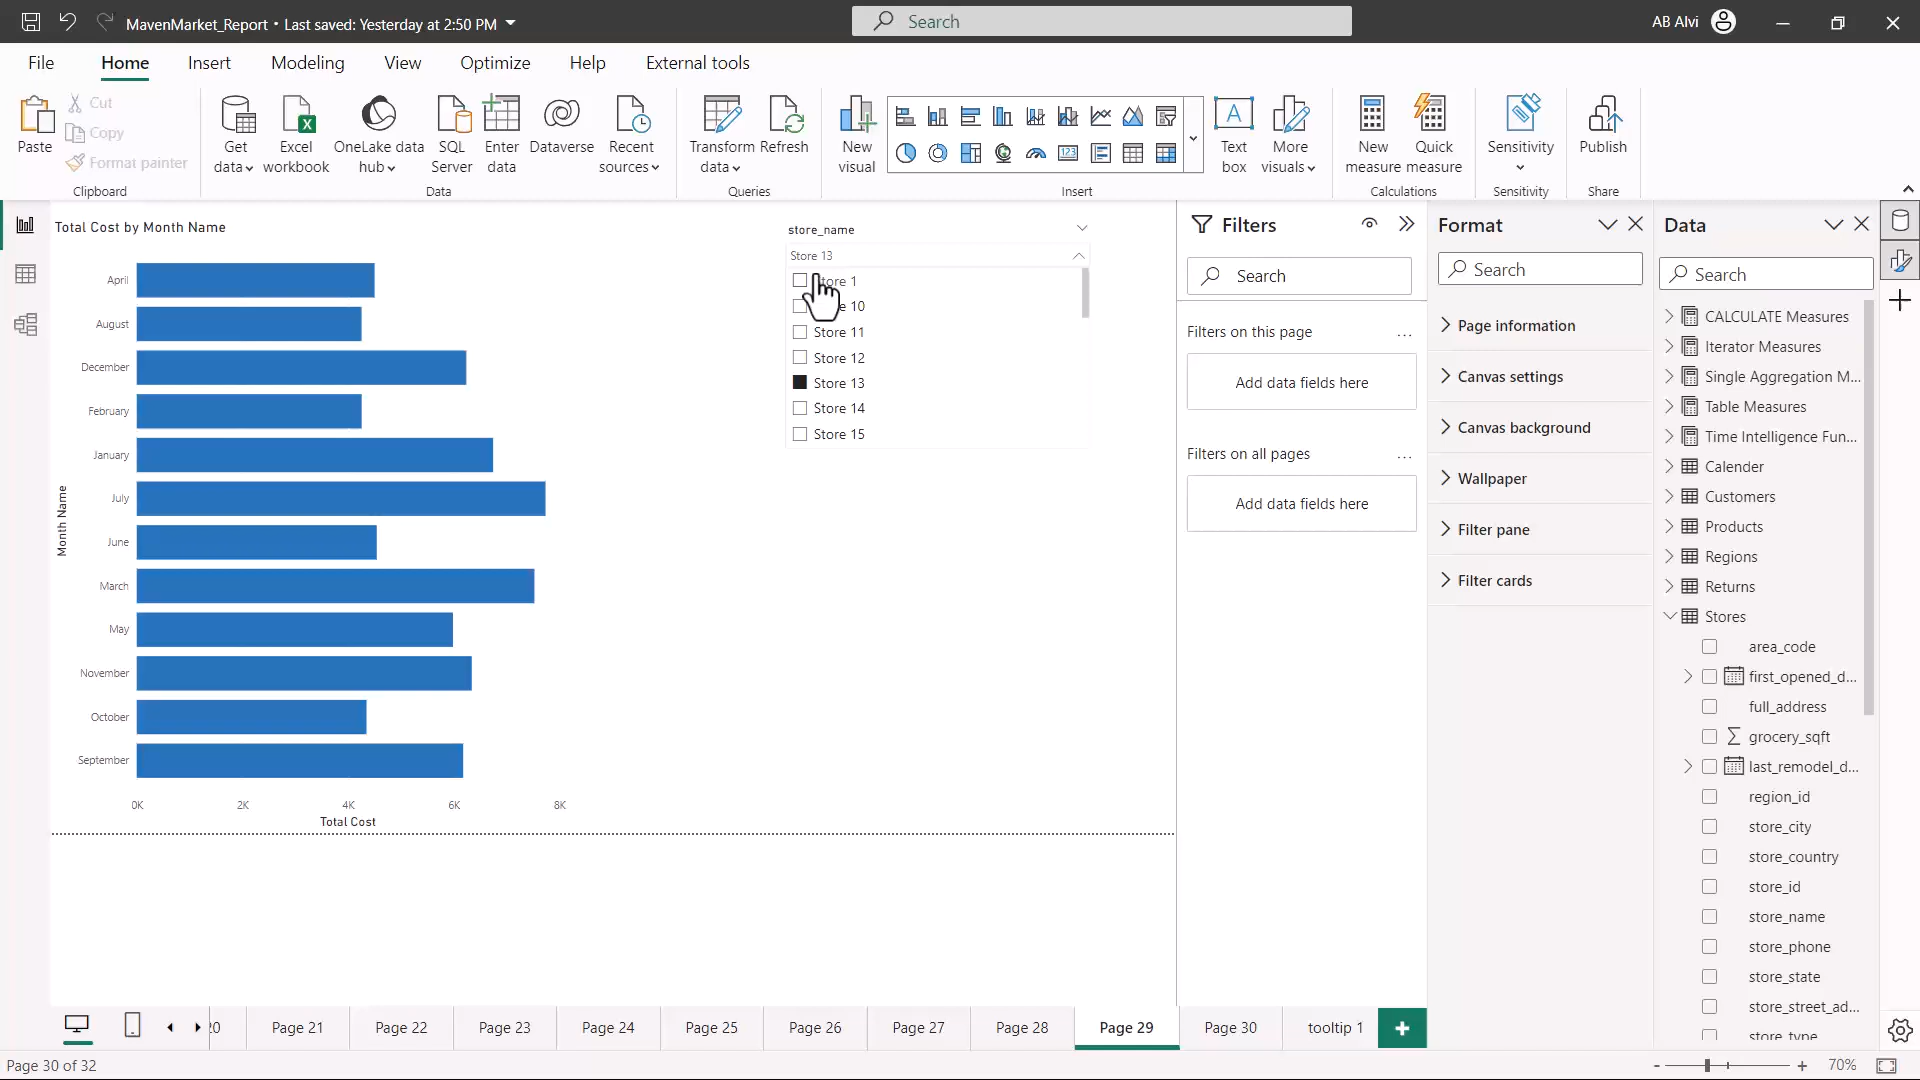 MavenMarket_Report • Last saved: Yesterday at 2:50 PM
Search
AB Alvi
File
Home
Insert
Modeling
View
Optimize
Help
External tools
Paste
Cut
Copy
Format painter
Clipboard
Get data
Excel workbook
OneLake data hub
SQL Server
Enter data
Dataverse
Recent sources
Data
Transform data
Refresh
Queries
New visual
Text box
More visuals
Insert
New measure
Quick measure
Calculations
Sensitivity
Sensitivity
Publish
Share
Total Cost by Month Name
Month Name
April
August
December
February
January
July
June
March
May
November
October
September
0K
2K
4K
6K
8K
Total Cost
store_name
Store 13
Store 11
Store 12
Store 13
Store 14
Store 15
Filters
Search
Filters on this page
...
Add data fields here
Filters on all pages
...
Add data fields here
Format
Search
Page information
Canvas settings
Canvas background
Wallpaper
Filter pane
Filter cards
Data
Search
CALCULATE Measures
Iterator Measures
Single Aggregation M...
Table Measures
Time Intelligence Fun...
Calender
Customers
Products
Regions
Returns
Stores
area_code
first_opened_d...
full_address
grocery_sqft
last_remodel_d...
region_id
store_city
store_country
store_id
store_name
store_phone
store_state
store_street_ad...
store_type
Page 21
Page 22
Page 23
Page 24
Page 25
Page 26
Page 27
Page 28
Page 29
Page 30
tooltip 1
Page 30 of 32
70%